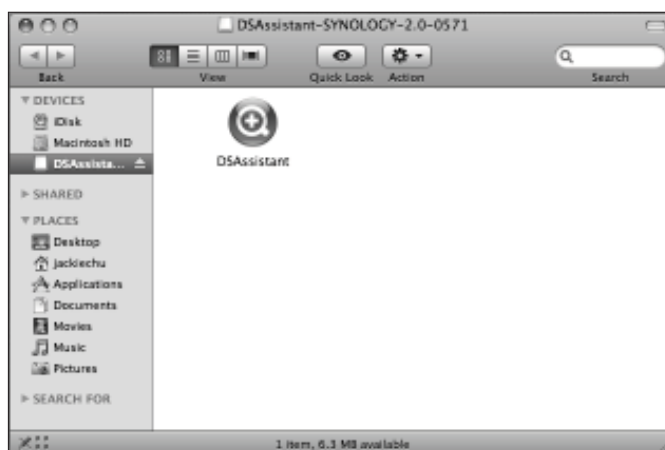 DSAssistant-SYNOLOGY-2.0-0571
Back
View
Quick Look
Action
Search
DEVICES
iDisk
Macintosh HD
DSAssista...
SHARED
PLACES
Desktop
jackiechu
Applications
Documents
Movies
Music
Pictures
SEARCH FOR
DSAssistant
1 item, 6.3 MB available